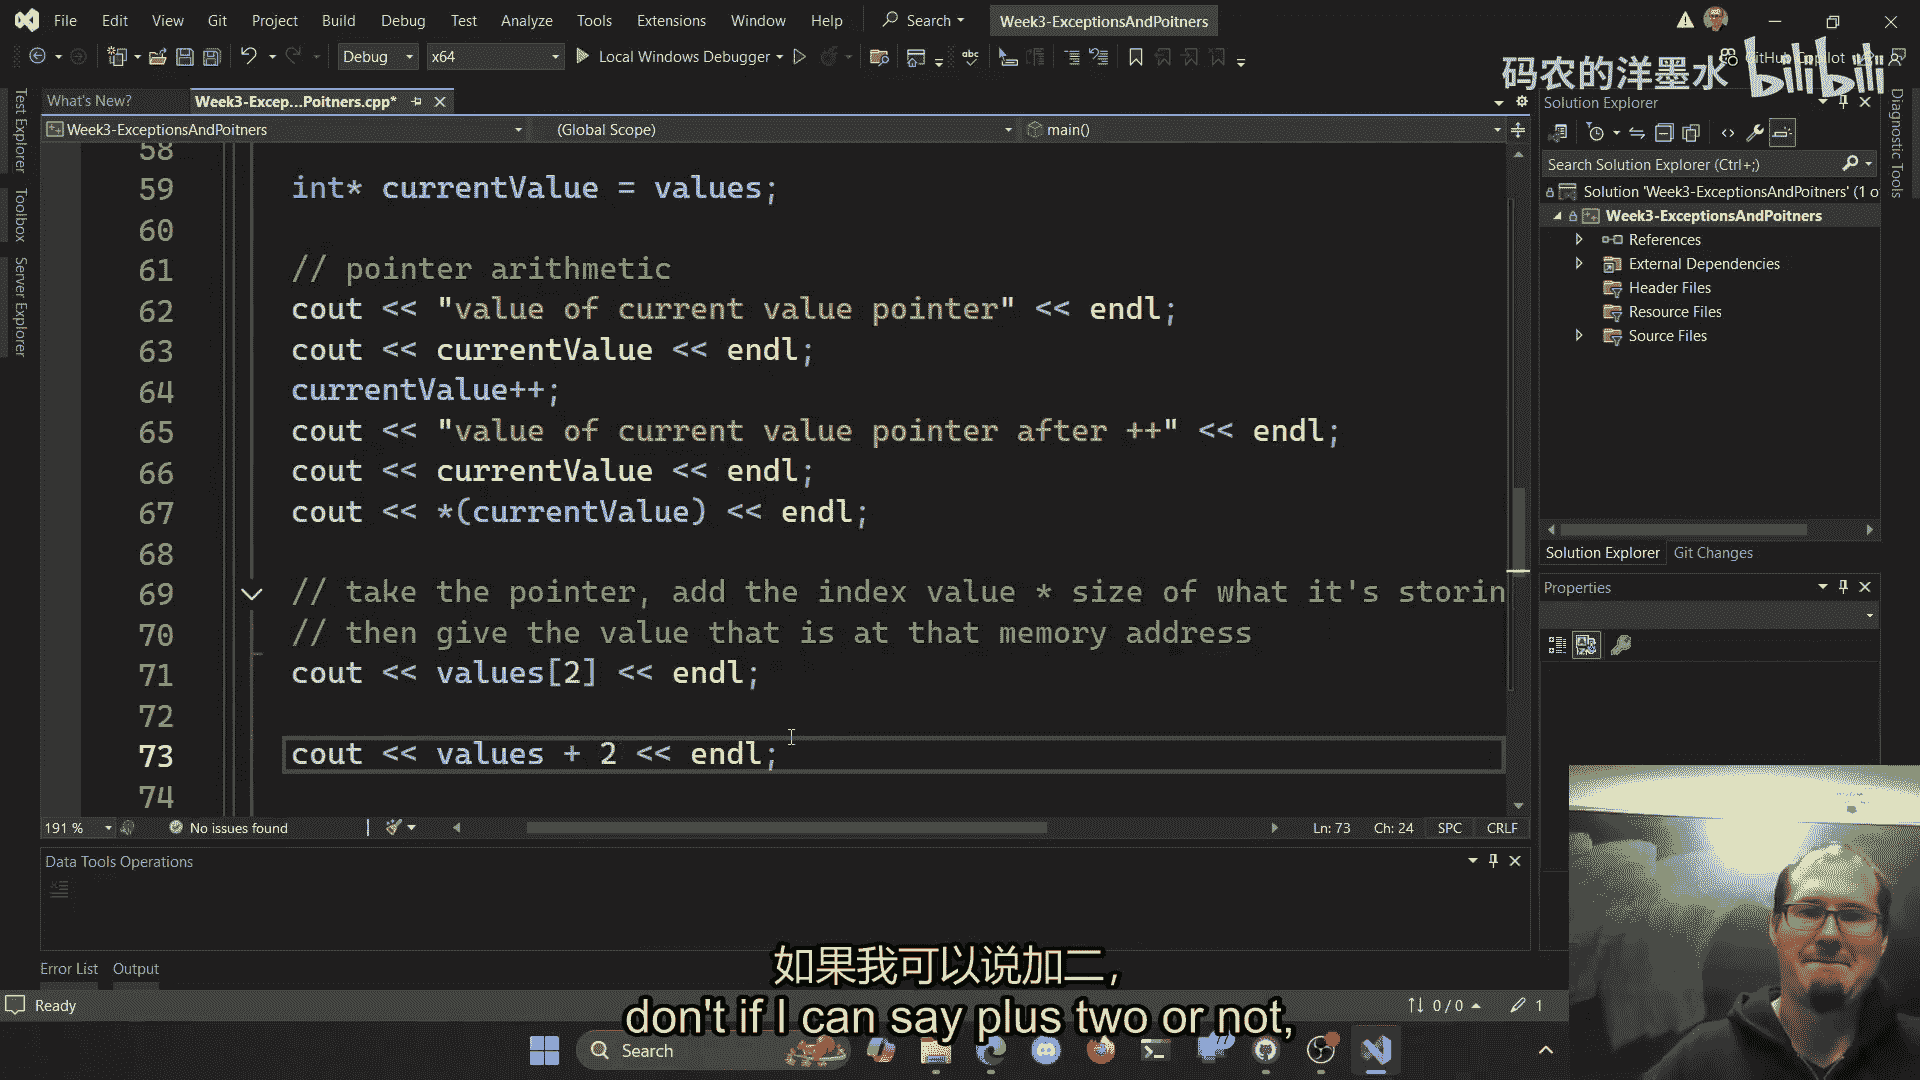 File Edit View Git Project Build Debug Test Analyze Tools Extensions Window Help Search Week3-ExceptionsAndPoitners
Debug x64 Local Windows Debugger GitHub Copilot
码农的洋墨水 bilibili
What's New? Week3-Excep...Poitners.cpp*
Week3-ExceptionsAndPoitners (Global Scope) main()
58
59 int* currentValue = values;
60
61 // pointer arithmetic
62 cout << "value of current value pointer" << endl;
63 cout << currentValue << endl;
64 currentValue++;
65 cout << "value of current value pointer after ++" << endl;
66 cout << currentValue << endl;
67 cout << *(currentValue) << endl;
68
69 // take the pointer, add the index value * size of what it's storin
70 // then give the value that is at that memory address
71 cout << values[2] << endl;
72
73 cout << values + 2 << endl;
74
191 % No issues found Ln: 73 Ch: 24 SPC CRLF
Test Explorer
Toolbox
Server Explorer
Solution Explorer
Search Solution Explorer (Ctrl+;)
Solution 'Week3-ExceptionsAndPoitners' (1 o
Week3-ExceptionsAndPoitners
References
External Dependencies
Header Files
Resource Files
Source Files
Solution Explorer Git Changes
Properties
Diagnostic Tools
Data Tools Operations
Error List Output
Ready 0 / 0 1
如果我可以说加二，
don't if I can say plus two or not,
Search